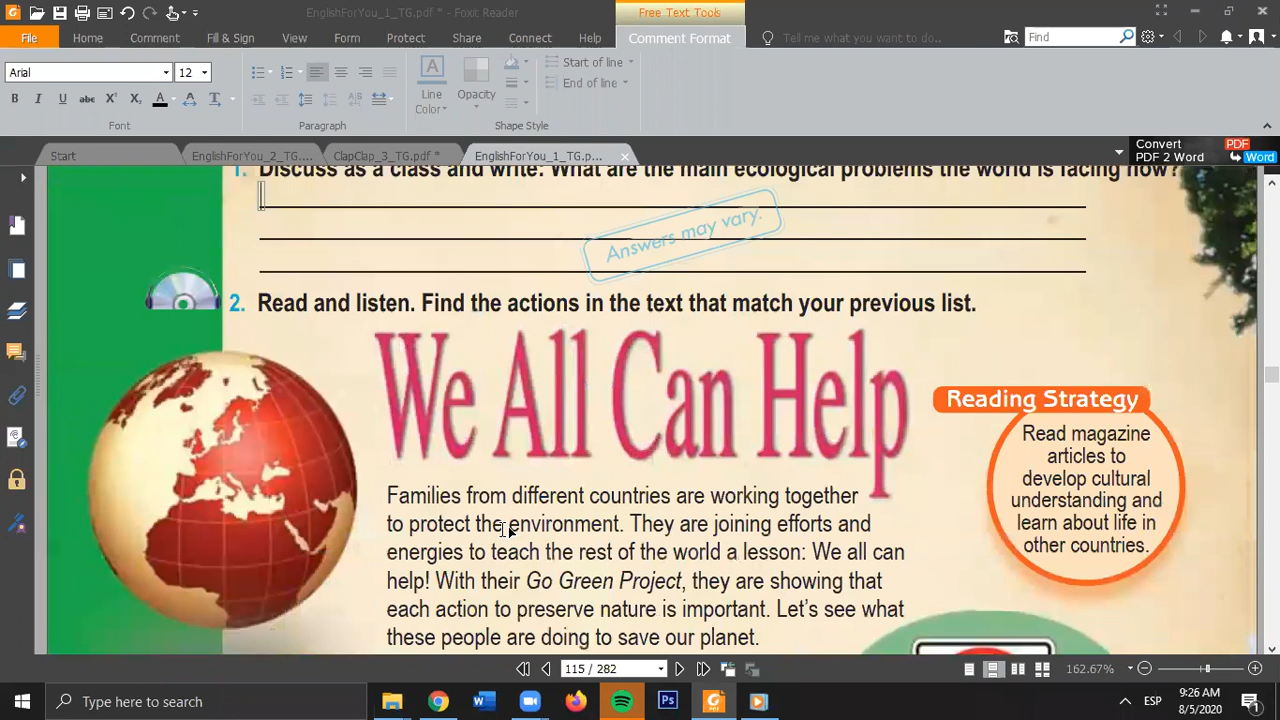 EnglishForYou_1_TG.pdf * - Foxit Reader
Free Text Tools
File
Home
Comment
Fill & Sign
View
Form
Protect
Share
Connect
Help
Comment Format
Tell me what you want to do..
Find
Arial
12
Line Color
Opacity
Start of line
End of line
Font
Paragraph
Shape Style
Start
EnglishForYou_2_TG....
ClapClap_3_TG.pdf *
EnglishForYou_1_TG.p...
Convert
PDF 2 Word
PDF
Word
1. Discuss as a class and write: What are the main ecological problems the world is facing now?
Answers may vary.
2. Read and listen. Find the actions in the text that match your previous list.
We All Can Help
Families from different countries are working together
to protect the environment. They are joining efforts and
energies to teach the rest of the world a lesson: We all can
help! With their Go Green Project, they are showing that
each action to preserve nature is important. Let's see what
these people are doing to save our planet.
Reading Strategy
Read magazine
articles to
develop cultural
understanding and
learn about life in
other countries.
115 / 282
162.67%
Type here to search
ESP
9:26 AM
8/5/2020